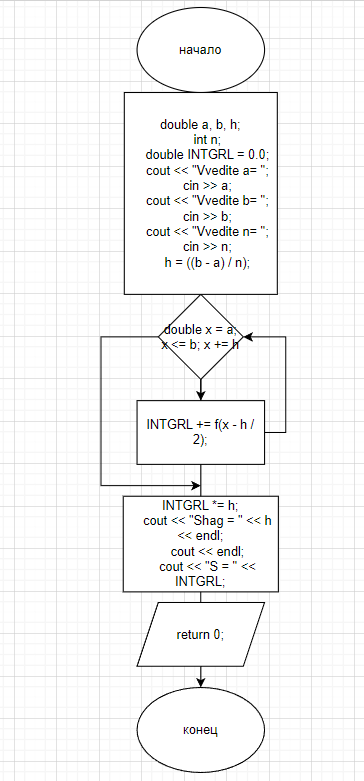 начало
double a, b, h;
int n;
double INTGRL = 0.0;
cout << "Vvedite a= ";
cin >> a;
cout << "Vvedite b= ";
cin >> b;
cout << "Vvedite n= ";
cin >> n;
h = ((b - a) / n);
double x = a;
x <= b; x += h
INTGRL += f(x - h /
2);
INTGRL *= h;
cout << "Shag = " << h
<< endl;
cout << endl;
cout << "S = " <<
INTGRL;
return 0;
конец